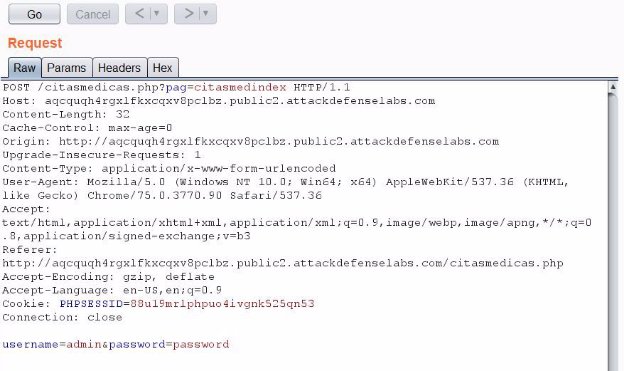 Go Cancel < > 
Request
Raw Params Headers Hex
POST /citasmedicas.php?pag=citasmedindex HTTP/1.1
Host: aqcquqh4rgxlfkxcqxv8pclbz.public2.attackdefenselabs.com
Content-Length: 32
Cache-Control: max-age=0
Origin: http://aqcquqh4rgxlfkxcqxv8pclbz.public2.attackdefenselabs.com
Upgrade-Insecure-Requests: 1
Content-Type: application/x-www-form-urlencoded
User-Agent: Mozilla/5.0 (Windows NT 10.0; Win64; x64) AppleWebKit/537.36 (KHTML,
like Gecko) Chrome/75.0.3770.90 Safari/537.36
Accept:
text/html,application/xhtml+xml,application/xml;q=0.9,image/webp,image/apng,*/*;q=0
.8,application/signed-exchange;v=b3
Referer:
http://aqcquqh4rgxlfkxcqxv8pclbz.public2.attackdefenselabs.com/citasmedicas.php
Accept-Encoding: gzip, deflate
Accept-Language: en-US,en;q=0.9
Cookie: PHPSESSID=88ul9mrlphpuo4ivgnk525qn53
Connection: close
username=admin&password=password